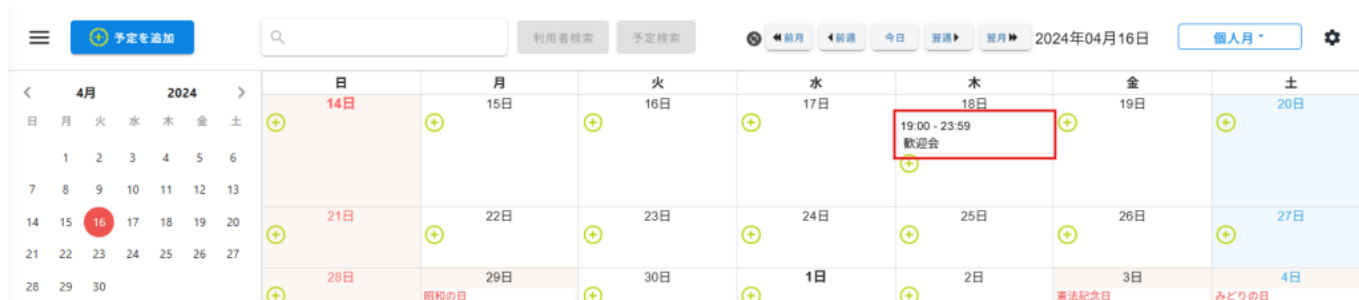 予定を追加
利用者検索 予定検索
前月 前週 今日 翌週 翌月 2024年04月16日 個人月
4月 2024
日 月 火 水 木 金 土
1 2 3 4 5 6
7 8 9 10 11 12 13
14 15 16 17 18 19 20
21 22 23 24 25 26 27
28 29 30
日 月 火 水 木 金 土
14日 15日 16日 17日 18日 19日 20日
19:00 - 23:59
歓迎会
21日 22日 23日 24日 25日 26日 27日
28日 29日 30日 1日 2日 3日 4日
昭和の日 憲法記念日 みどりの日